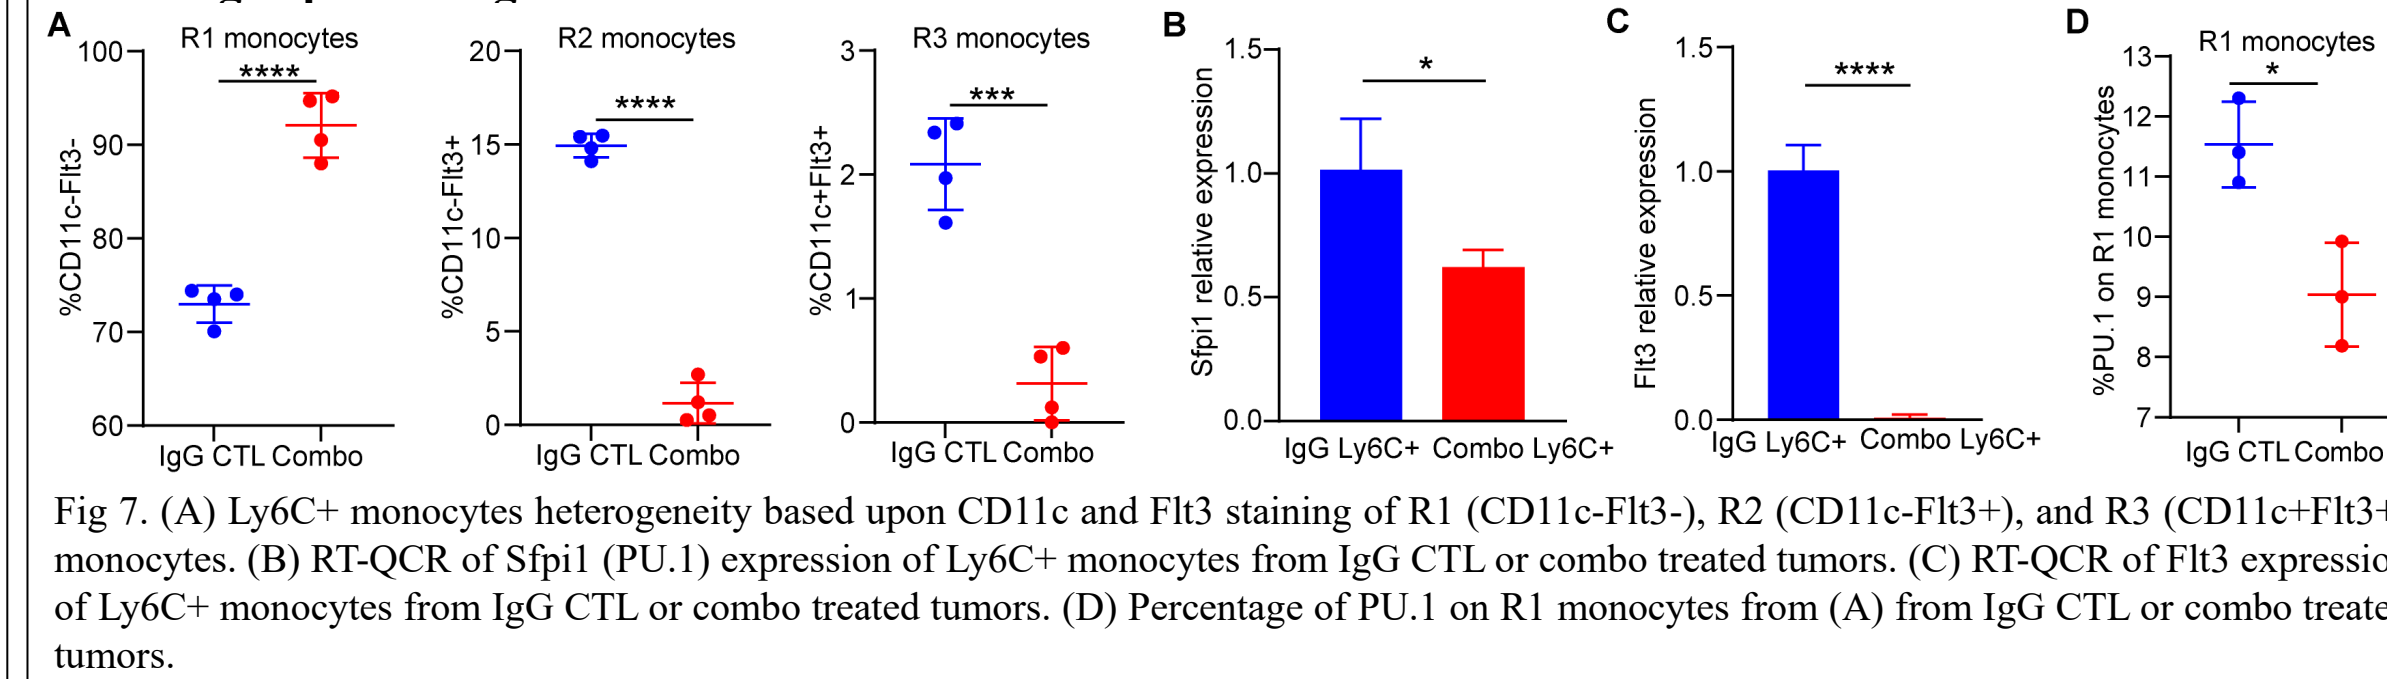 A
R1 monocytes
****
100
90
80
70
60
%CD11c-Flt3-
IgG CTL Combo
R2 monocytes
****
20
15
10
5
0
%CD11c-Flt3+
IgG CTL Combo
R3 monocytes
***
3
2
1
0
%CD11c+Flt3+
IgG CTL Combo
B
*
1.5
1.0
0.5
0.0
Sfpi1 relative expression
IgG Ly6C+ Combo Ly6C+
C
****
1.5
1.0
0.5
0.0
Flt3 relative expression
IgG Ly6C+ Combo Ly6C+
D
R1 monocytes
*
13
12
11
10
9
8
7
%PU.1 on R1 monocytes
IgG CTL Combo
Fig 7. (A) Ly6C+ monocytes heterogeneity based upon CD11c and Flt3 staining of R1 (CD11c-Flt3-), R2 (CD11c-Flt3+), and R3 (CD11c+Flt3+
monocytes. (B) RT-QCR of Sfpi1 (PU.1) expression of Ly6C+ monocytes from IgG CTL or combo treated tumors. (C) RT-QCR of Flt3 expressio
of Ly6C+ monocytes from IgG CTL or combo treated tumors. (D) Percentage of PU.1 on R1 monocytes from (A) from IgG CTL or combo treate
tumors.